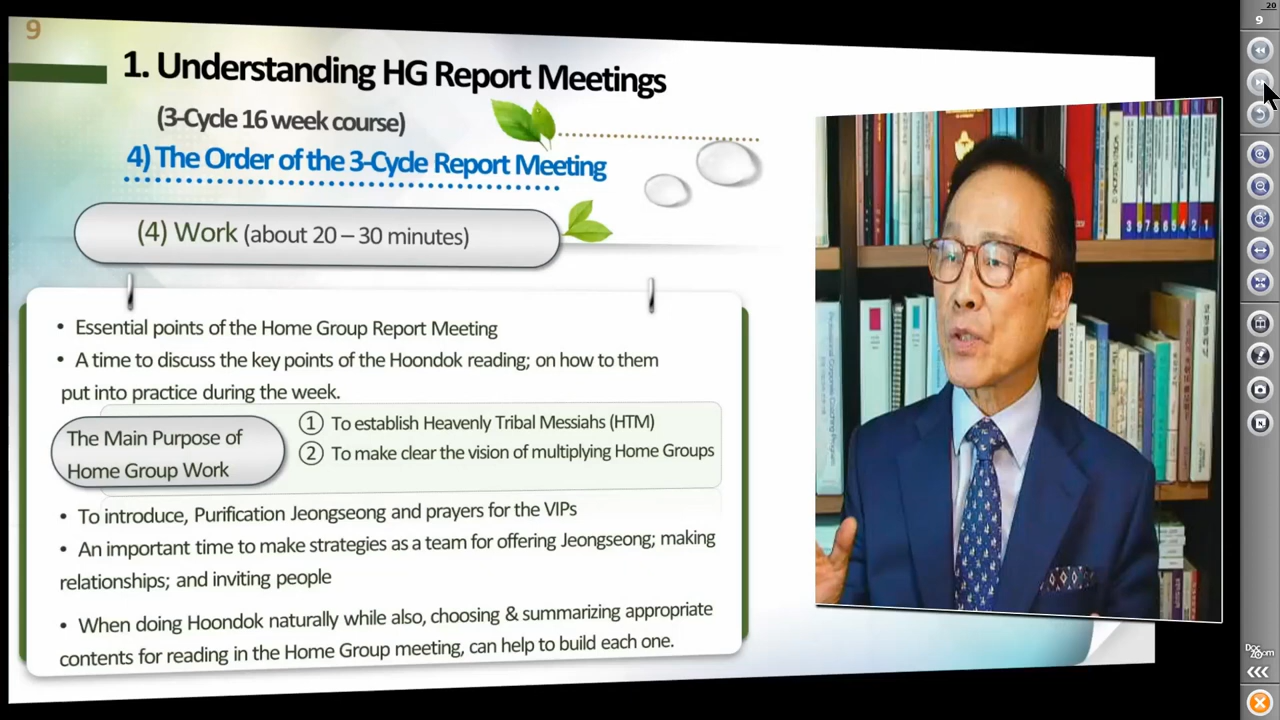 9
1. Understanding HG Report Meetings
(3-Cycle 16 week course)
4) The Order of the 3-Cycle Report Meeting
(4) Work (about 20 – 30 minutes)
• Essential points of the Home Group Report Meeting
• A time to discuss the key points of the Hoondok reading; on how to them
put into practice during the week.
The Main Purpose of
Home Group Work
① To establish Heavenly Tribal Messiahs (HTM)
② To make clear the vision of multiplying Home Groups
• To introduce, Purification Jeongseong and prayers for the VIPs
• An important time to make strategies as a team for offering Jeongseong; making
relationships; and inviting people
• When doing Hoondok naturally while also, choosing & summarizing appropriate
contents for reading in the Home Group meeting, can help to build each one.
20
9